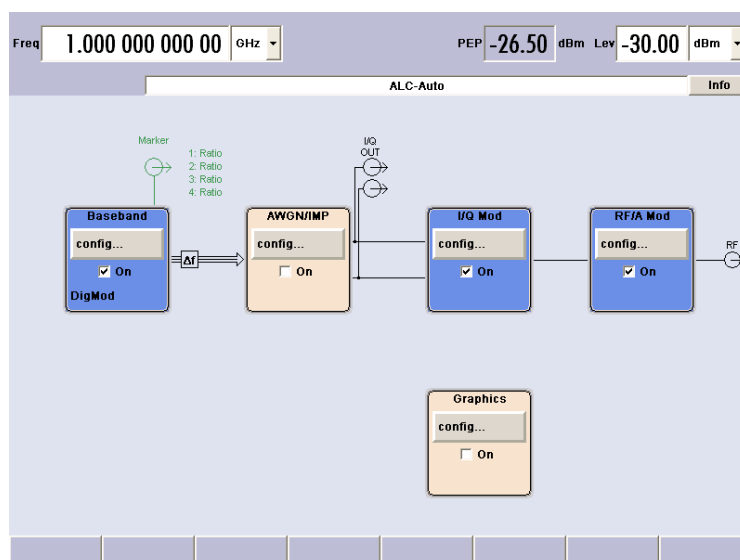 Freq 1.000 000 000 00 GHz PEP -26.50 dBm Lev -30.00 dBm
ALC-Auto Info
Marker
1: Ratio
2: Ratio
3: Ratio
4: Ratio
I/Q
OUT
Baseband
config...
On
DigMod
Δf
AWGN/IMP
config...
On
I/Q Mod
config...
On
RF/A Mod
config...
On
RF
Graphics
config...
On